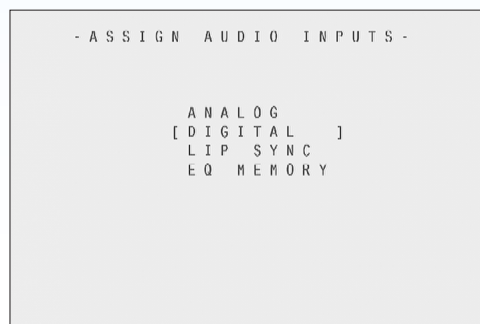 -ASSIGN AUDIO INPUTS-
ANALOG
[DIGITAL ]
LIP SYNC
EQ MEMORY